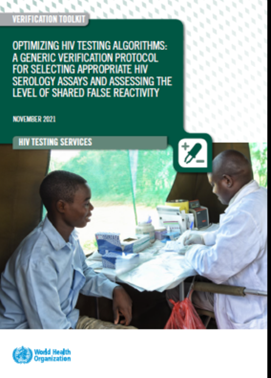 VERIFICATION TOOLKIT
OPTIMIZING HIV TESTING ALGORITHMS:
A GENERIC VERIFICATION PROTOCOL
FOR SELECTING APPROPRIATE HIV
SEROLOGY ASSAYS AND ASSESSING THE
LEVEL OF SHARED FALSE REACTIVITY
NOVEMBER 2021
HIV TESTING SERVICES
World Health
Organization